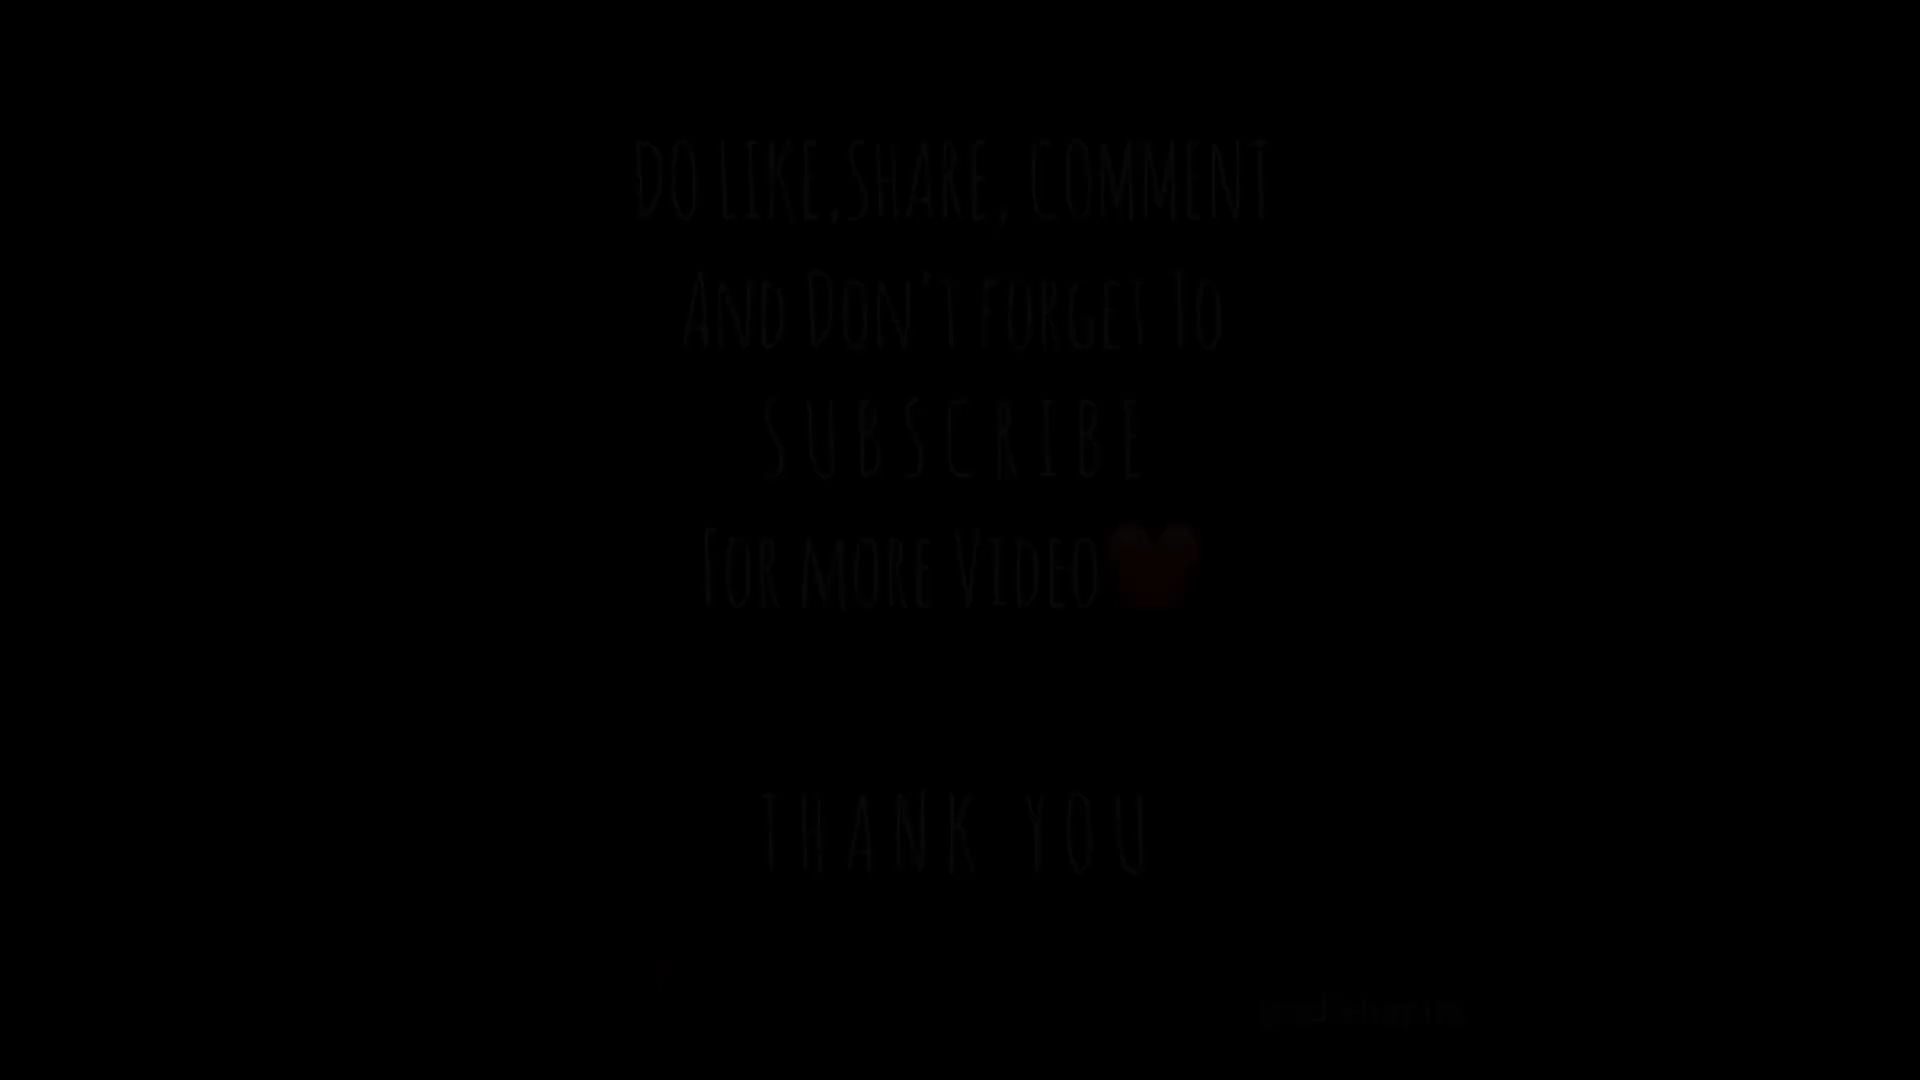 DO LIKE,SHARE, COMMENT
AND DON'T FORGET TO
SUBSCRIBE
FOR MORE VIDEO❤
THANK YOU